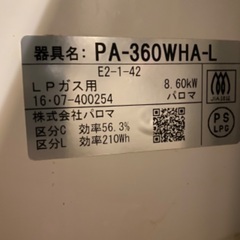 器具名: PA-360WHA-L
E2-1-42
LPガス用 8.60kW
16・07-400254 パロマ
株式会社パロマ
区分C 効率56.3%
区分L 効率210Wh
PS
LPG